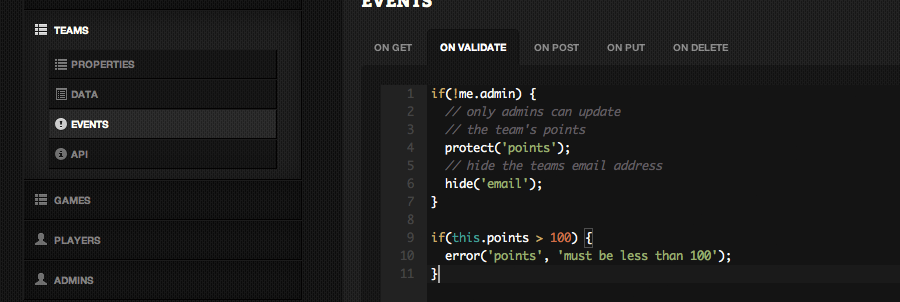 TEAMS
PROPERTIES
DATA
EVENTS
API
GAMES
PLAYERS
ADMINS
EVENTS
ON GET ON VALIDATE ON POST ON PUT ON DELETE
1 if(!me.admin) {
2 // only admins can update
3 // the team's points
4 protect('points');
5 // hide the teams email address
6 hide('email');
7 }
8
9 if(this.points > 100) {
10 error('points', 'must be less than 100');
11 }